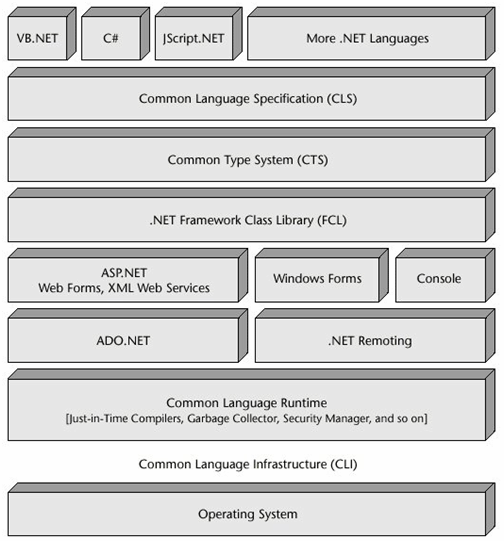 VB.NET
C#
JScript.NET
More .NET Languages
Common Language Specification (CLS)
Common Type System (CTS)
.NET Framework Class Library (FCL)
ASP.NET
Web Forms, XML Web Services
Windows Forms
Console
ADO.NET
.NET Remoting
Common Language Runtime
[Just-in-Time Compilers, Garbage Collector, Security Manager, and so on]
Common Language Infrastructure (CLI)
Operating System